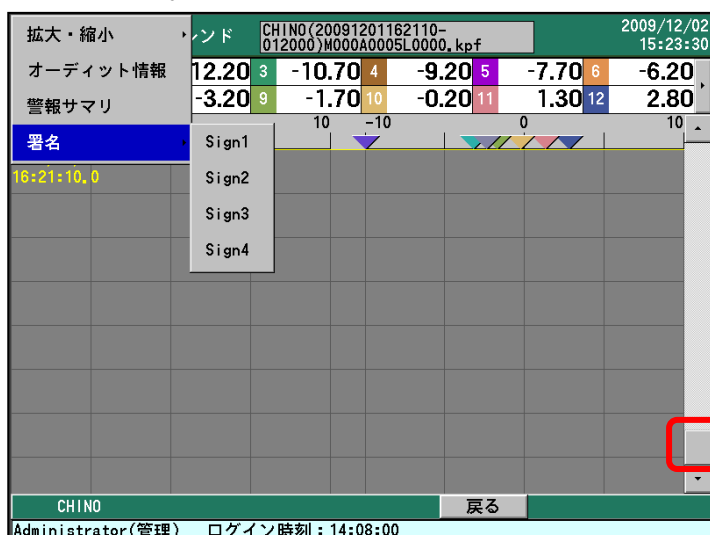 拡大・縮小
オーディット情報
警報サマリ
署名
Sign1
Sign2
Sign3
Sign4
ンド
CHINO(20091201162110-
012000)M000A0005L0000.kpf
2009/12/02
15:23:30
12.20 3 -10.70 4 -9.20 5 -7.70 6 -6.20
-3.20 9 -1.70 10 -0.20 11 1.30 12 2.80
10 -10 0 10
16:21:10.0
CHINO
戻る
Administrator(管理) ログイン時刻：14:08:00